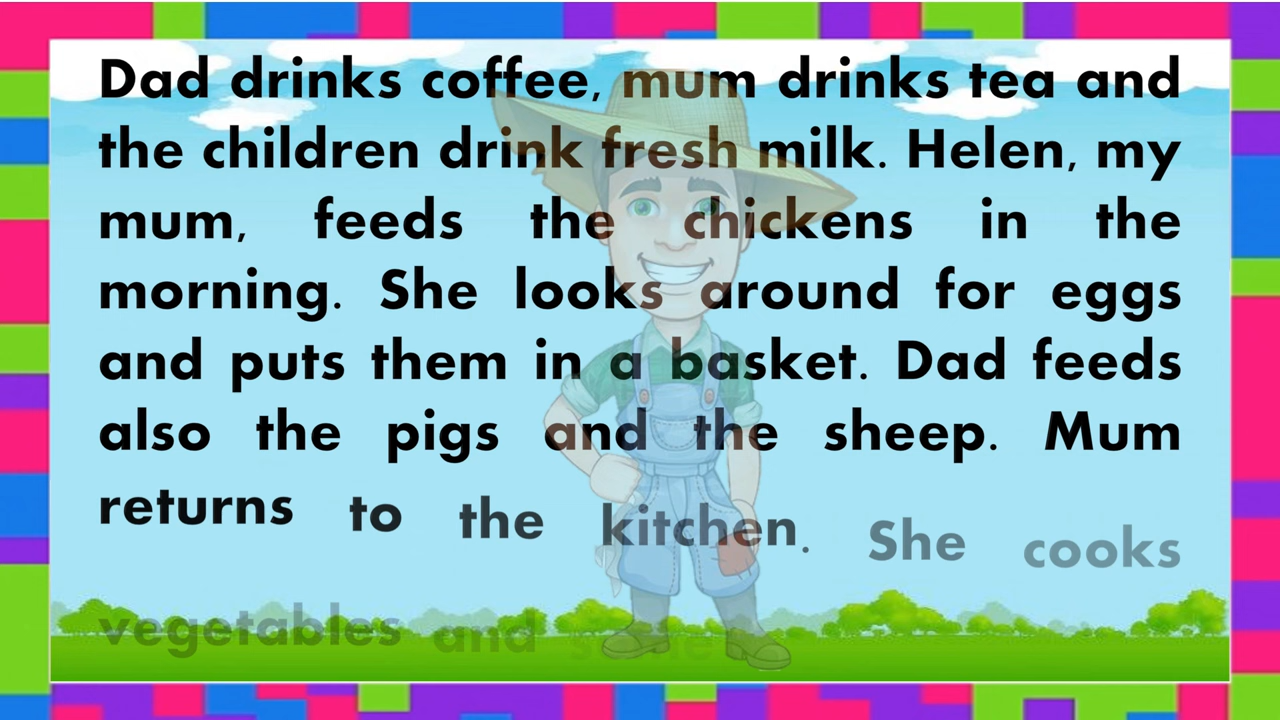 Dad drinks coffee, mum drinks tea and
the children drink fresh milk. Helen, my
mum, feeds the chickens in the
morning. She looks around for eggs
and puts them in a basket. Dad feeds
also the pigs and the sheep. Mum
returns to the kitchen. She cooks
vegetables and